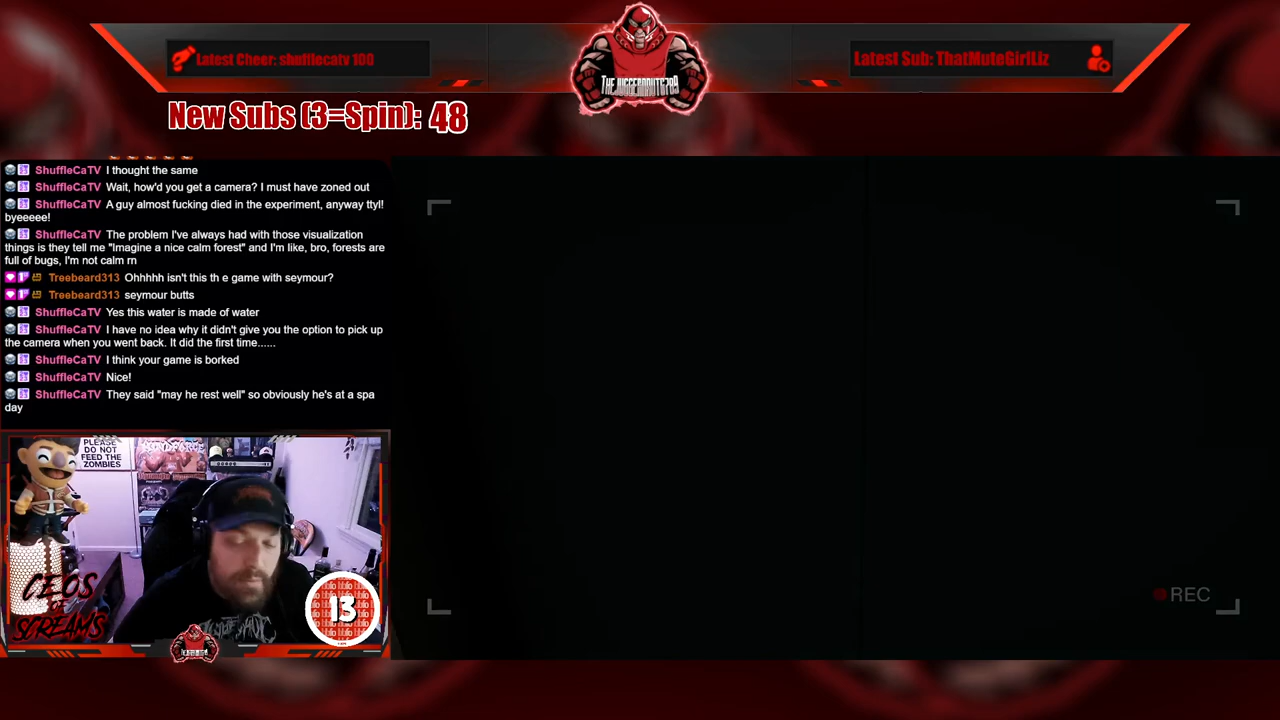 Latest Cheer: shufflecatv 100
THEJUGGERNAUT6789
Latest Sub: ThatMuteGirlLiz
New Subs (3=Spin): 48
ShuffleCaTV I thought the same
ShuffleCaTV Wait, how'd you get a camera? I must have zoned out
ShuffleCaTV A guy almost fucking died in the experiment, anyway ttyl!
byeeeee!
ShuffleCaTV The problem I've always had with those visualization
things is they tell me "Imagine a nice calm forest" and I'm like, bro, forests are
full of bugs, I'm not calm rn
Treebeard313 Ohhhhh isn't this th e game with seymour?
Treebeard313 seymour butts
ShuffleCaTV Yes this water is made of water
ShuffleCaTV I have no idea why it didn't give you the option to pick up
the camera when you went back. It did the first time......
ShuffleCaTV I think your game is borked
ShuffleCaTV Nice!
ShuffleCaTV They said "may he rest well" so obviously he's at a spa
day
PLEASE
DO NOT
FEED THE
ZOMBIES
CEOS
OF
SCREAMS
13
REC